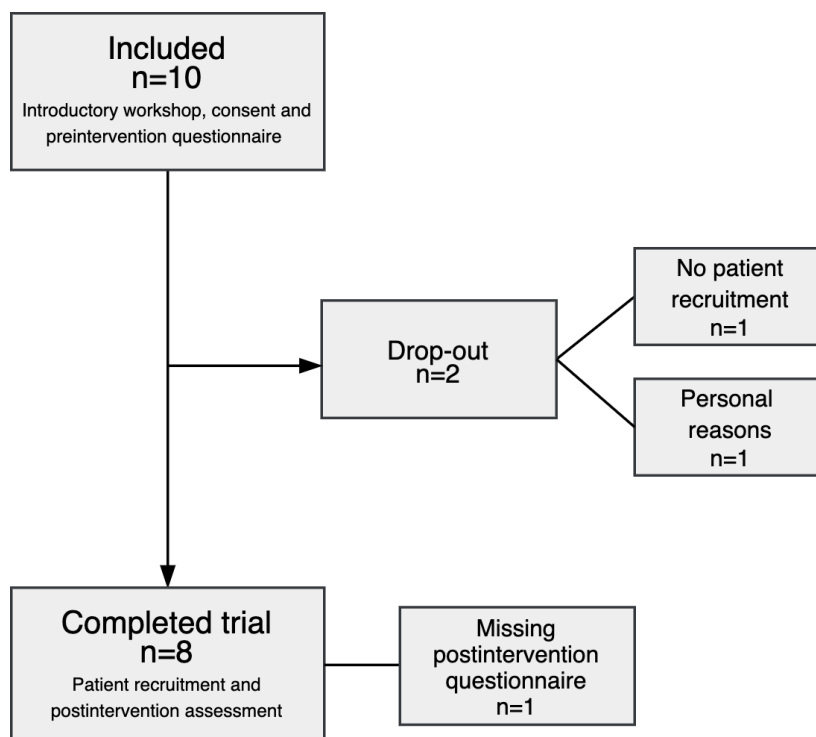 Included
n=10
Introductory workshop, consent and
preintervention questionnaire
No patient
recruitment
n=1
Drop-out
n=2
Personal
reasons
n=1
Completed trial
n=8
Patient recruitment and
postintervention assessment
Missing
postintervention
questionnaire
n=1